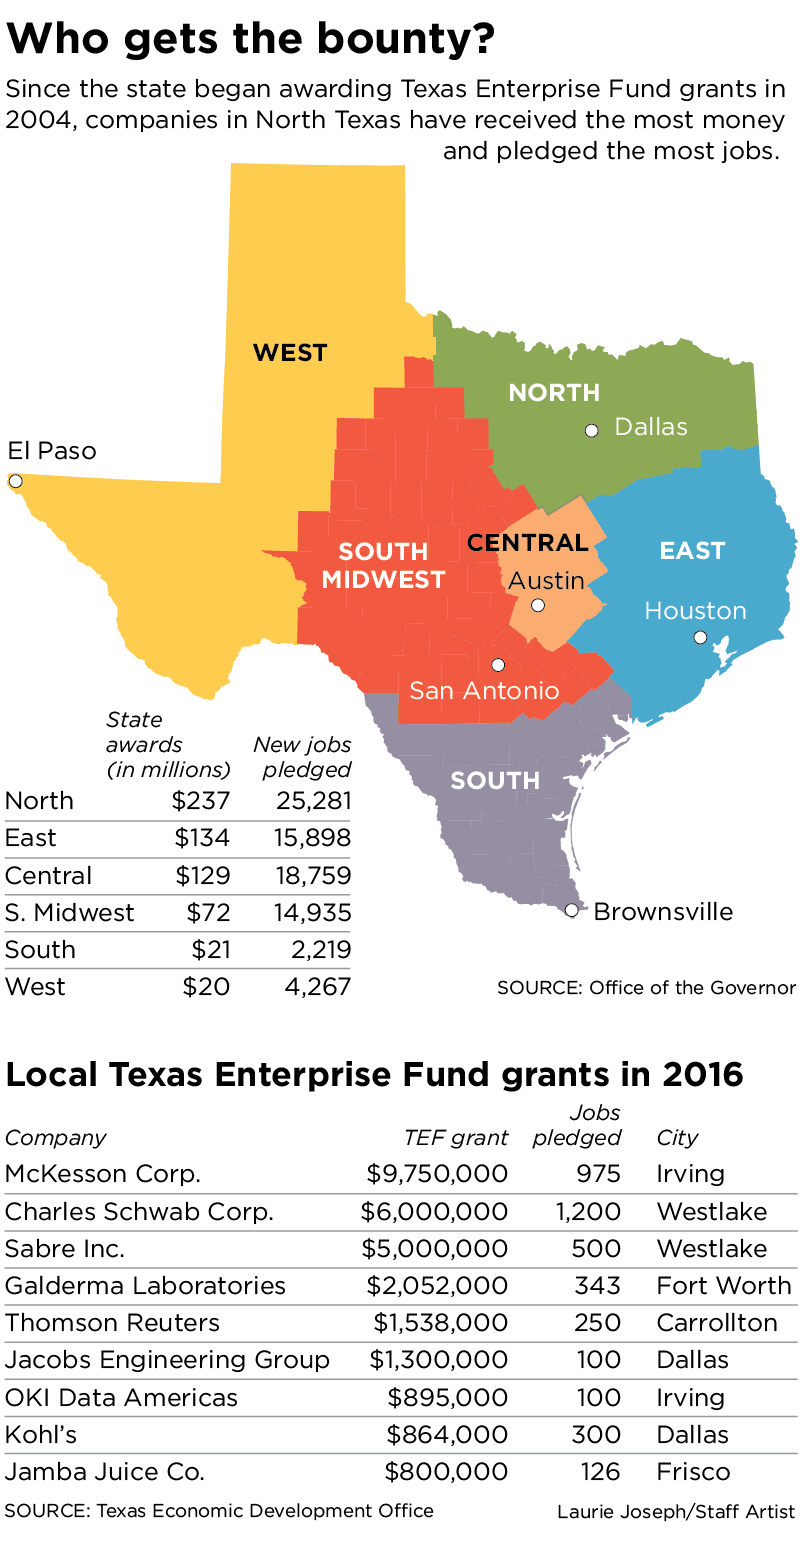 Who gets the bounty?
Since the state began awarding Texas Enterprise Fund grants in
2004, companies in North Texas have received the most money
and pledged the most jobs.
WEST
NORTH
Dallas
El Paso
SOUTH
MIDWEST
CENTRAL
Austin
EAST
Houston
San Antonio
SOUTH
Brownsville
State
awards
(in millions)
New jobs
pledged
North $237 25,281
East $134 15,898
Central $129 18,759
S. Midwest $72 14,935
South $21 2,219
West $20 4,267
SOURCE: Office of the Governor
Local Texas Enterprise Fund grants in 2016
Company TEF grant Jobs pledged City
McKesson Corp. $9,750,000 975 Irving
Charles Schwab Corp. $6,000,000 1,200 Westlake
Sabre Inc. $5,000,000 500 Westlake
Galderma Laboratories $2,052,000 343 Fort Worth
Thomson Reuters $1,538,000 250 Carrollton
Jacobs Engineering Group $1,300,000 100 Dallas
OKI Data Americas $895,000 100 Irving
Kohl's $864,000 300 Dallas
Jamba Juice Co. $800,000 126 Frisco
SOURCE: Texas Economic Development Office
Laurie Joseph/Staff Artist